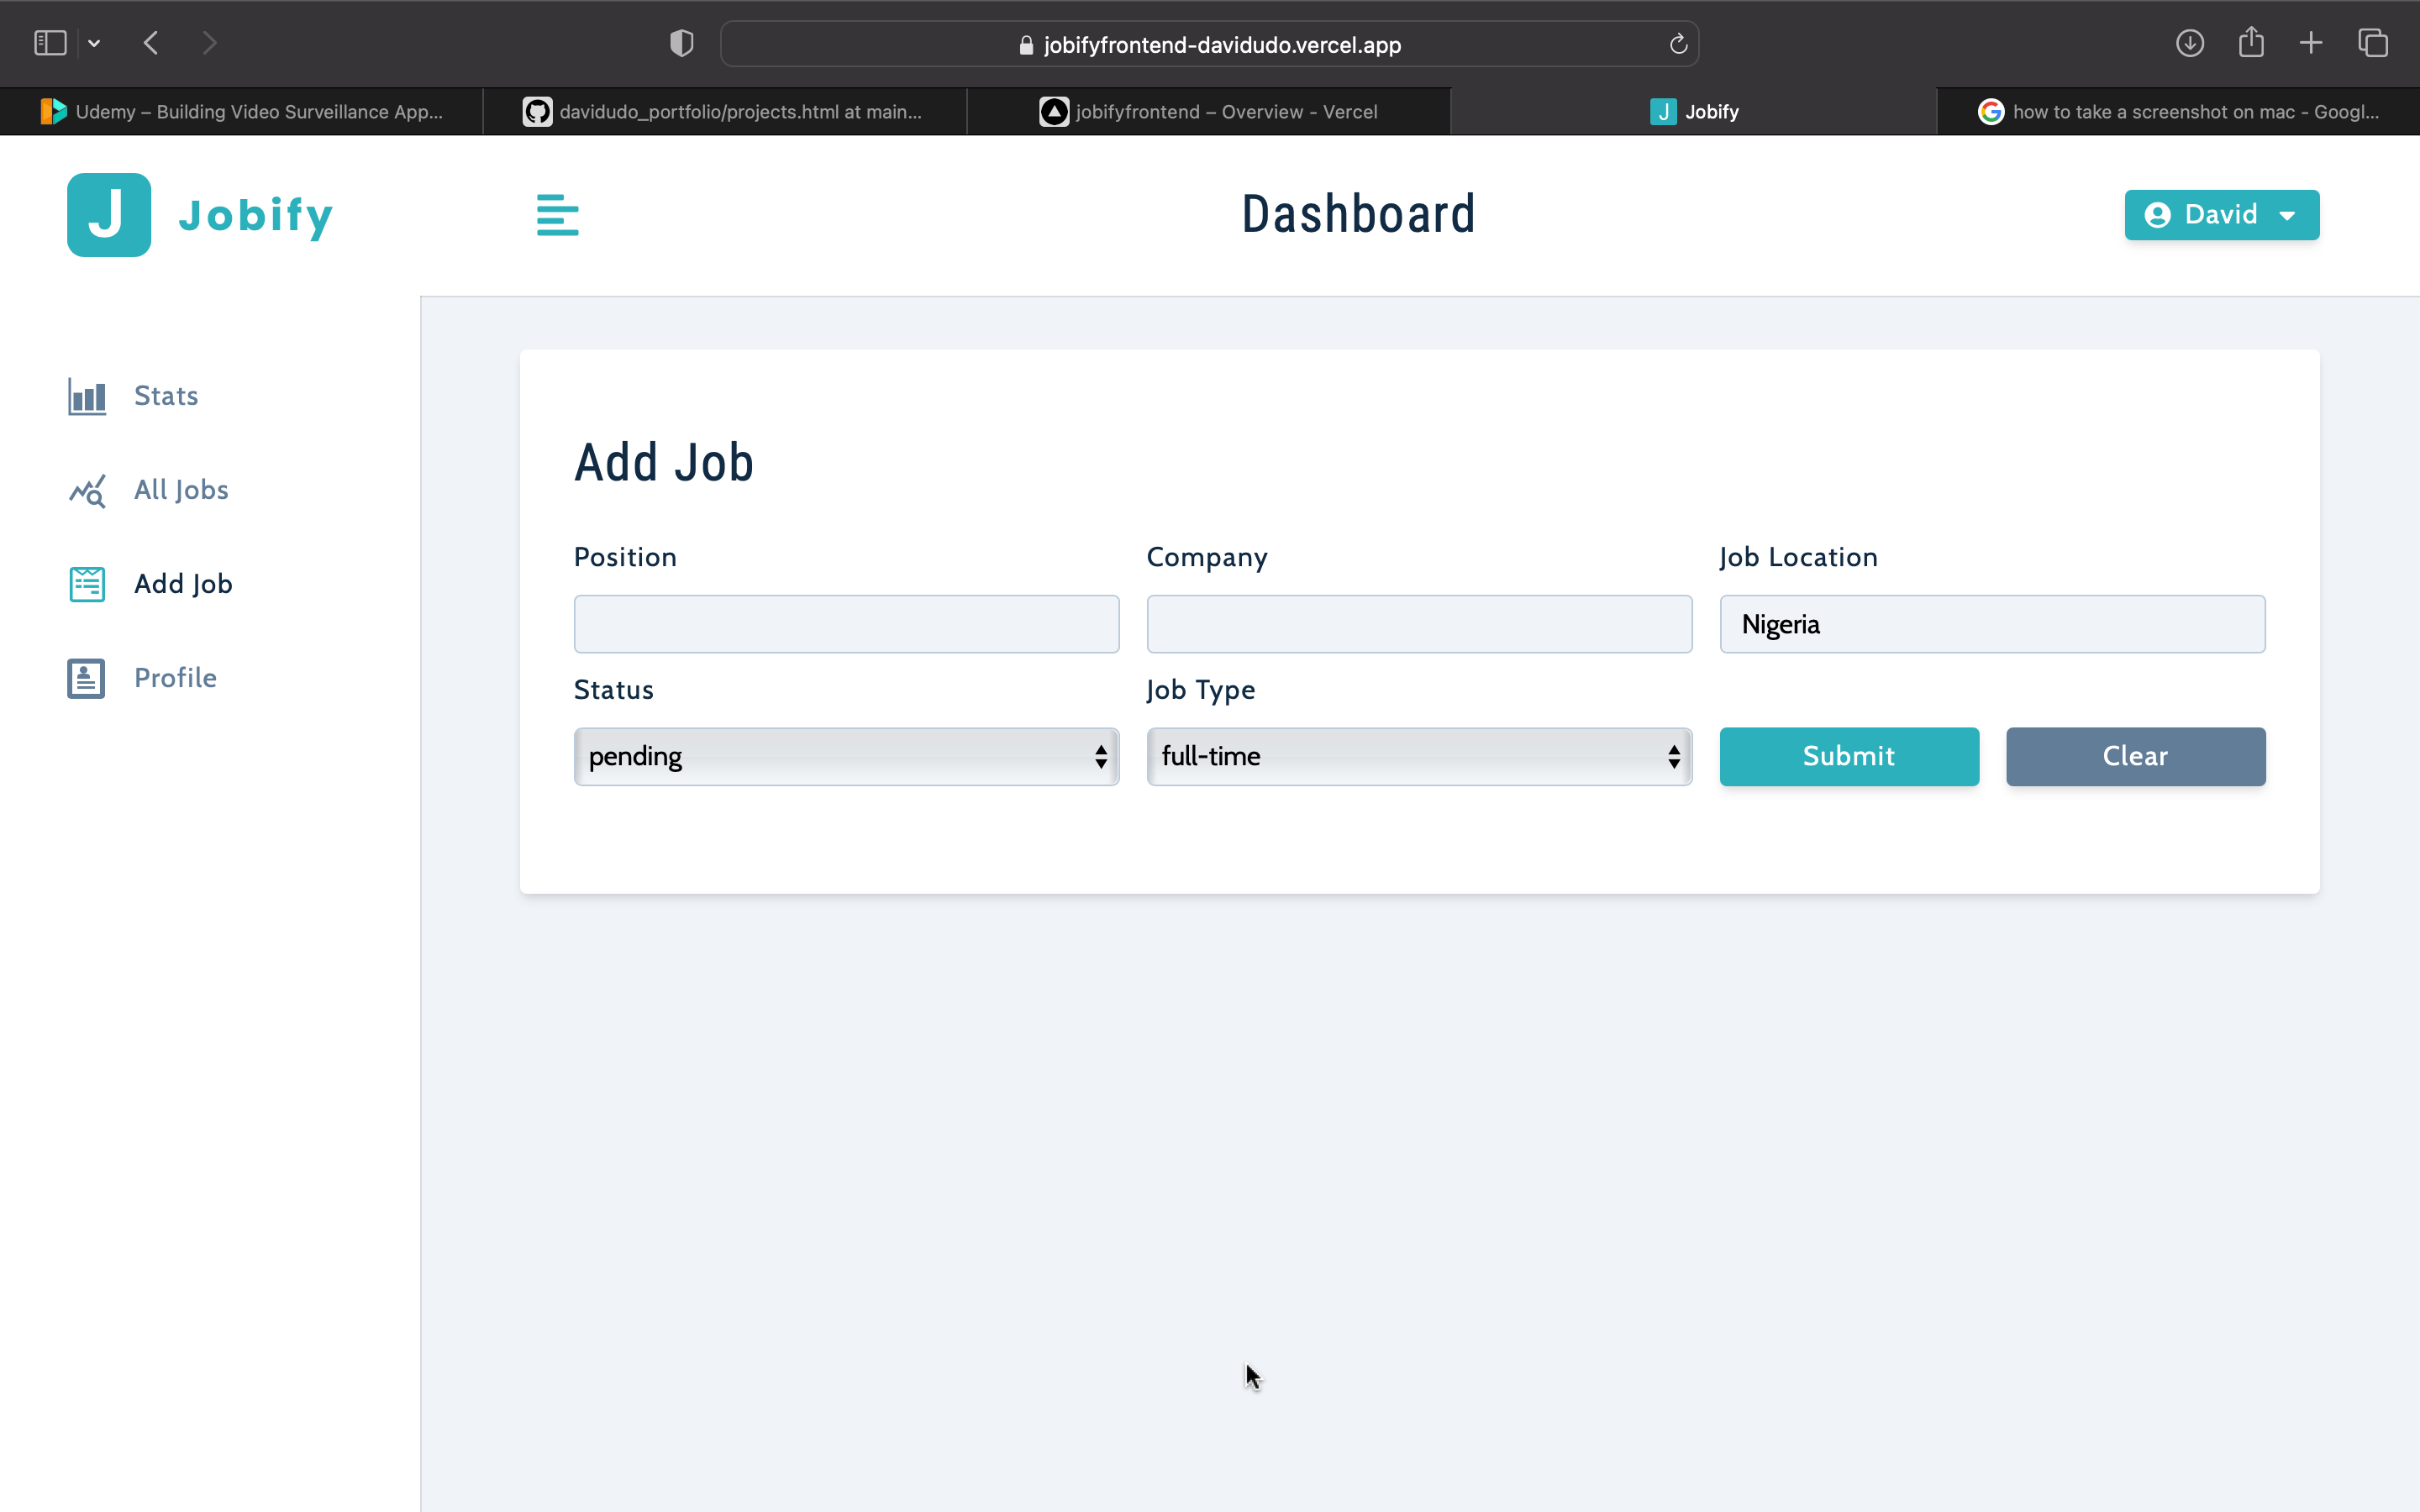 jobifyfrontend-davidudo.vercel.app
Udemy – Building Video Surveillance App...
davidudo_portfolio/projects.html at main...
jobifyfrontend – Overview - Vercel
J Jobify
G how to take a screenshot on mac - Googl...
J Jobify
Dashboard
David
Stats
All Jobs
Add Job
Profile
Add Job
Position Company Job Location
Nigeria
Status Job Type
pending full-time Submit Clear